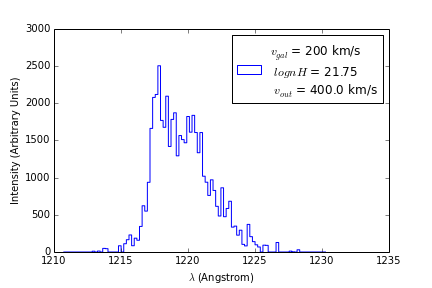 3000
2500
2000
1500
1000
500
0
Intensity (Arbitrary Units)
v_gal = 200 km/s
lognH = 21.75
v_out = 400.0 km/s
1210 1215 1220 1225 1230 1235
λ (Angstrom)